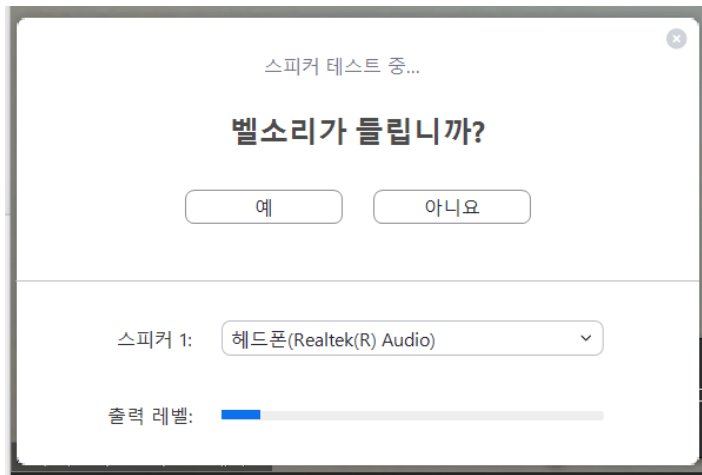 스피커 테스트 중...
벨소리가 들립니까?
예
아니요
스피커 1:
헤드폰(Realtek(R) Audio)
출력 레벨: